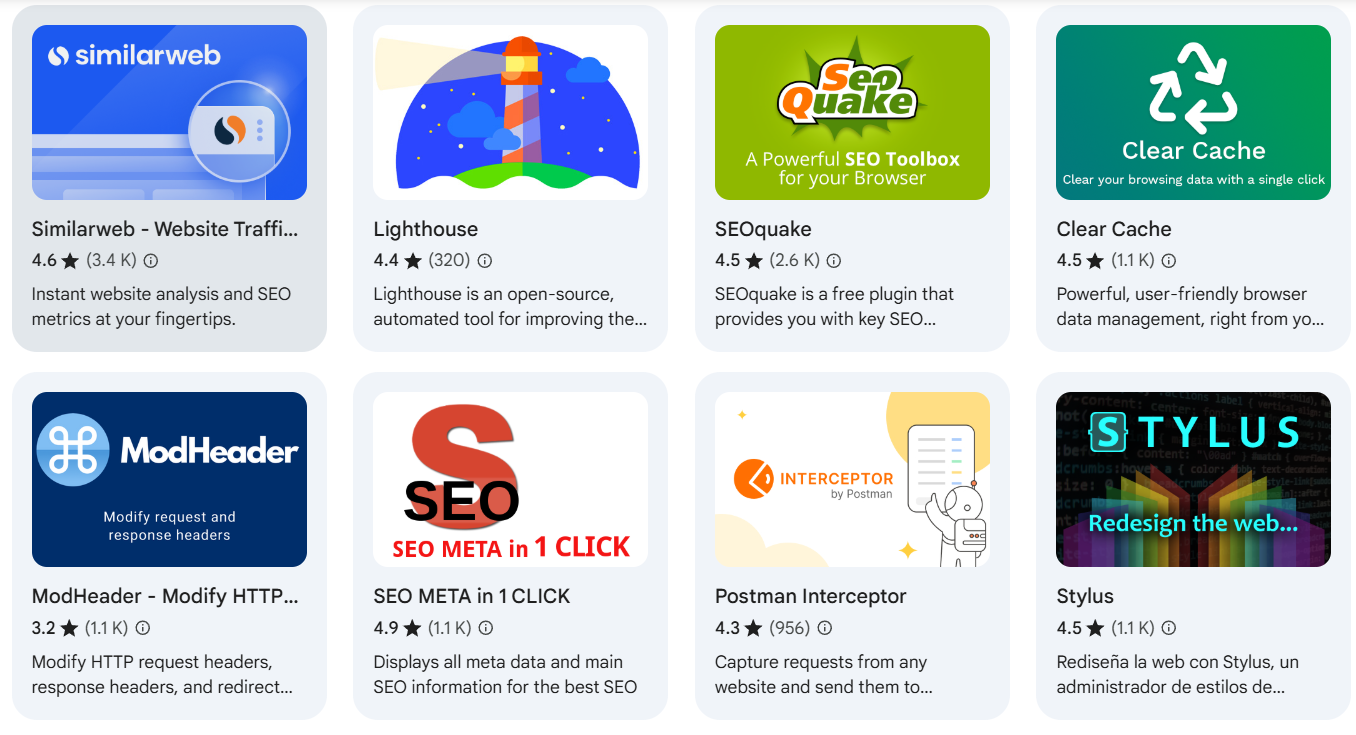 similarweb
Similarweb - Website Traffi...
4.6 ★ (3.4 K)
Instant website analysis and SEO
metrics at your fingertips.
Lighthouse
4.4 ★ (320)
Lighthouse is an open-source,
automated tool for improving the...
Seo
Quake
A Powerful SEO Toolbox
for your Browser
SEOquake
4.5 ★ (2.6 K)
SEOquake is a free plugin that
provides you with key SEO...
Clear Cache
Clear your browsing data with a single click
Clear Cache
4.5 ★ (1.1 K)
Powerful, user-friendly browser
data management, right from yo...
ModHeader
Modify request and
response headers
ModHeader - Modify HTTP...
3.2 ★ (1.1 K)
Modify HTTP request headers,
response headers, and redirect...
S
SEO
SEO META in 1 CLICK
SEO META in 1 CLICK
4.9 ★ (1.1 K)
Displays all meta data and main
SEO information for the best SEO
INTERCEPTOR
by Postman
Postman Interceptor
4.3 ★ (956)
Capture requests from any
website and send them to...
STYLUS
Redesign the web...
Stylus
4.5 ★ (1.1 K)
Rediseña la web con Stylus, un
administrador de estilos de...